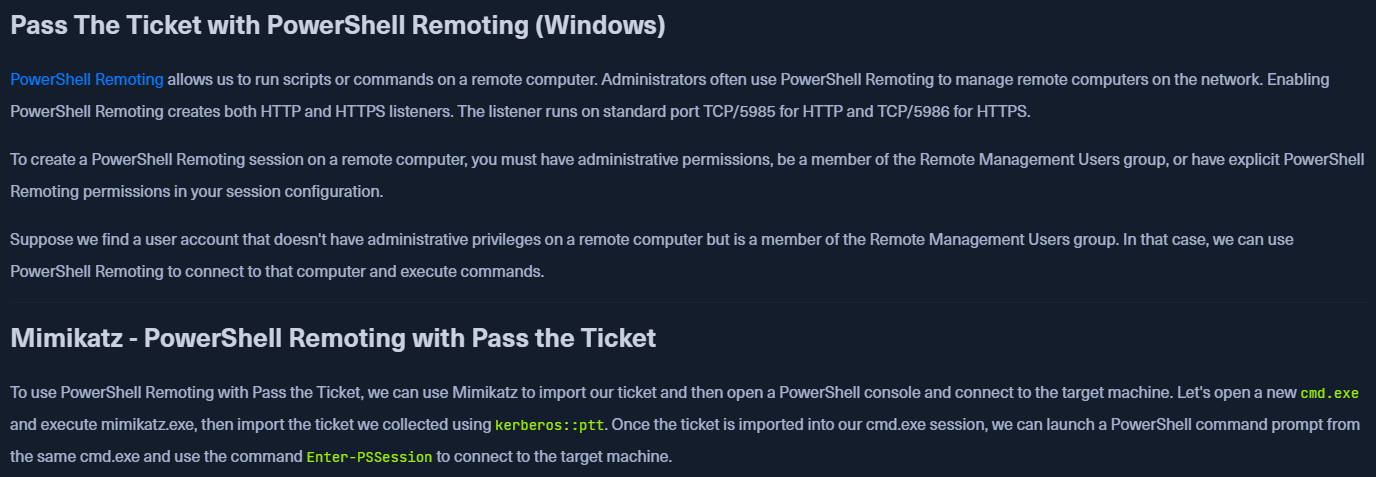 Pass The Ticket with PowerShell Remoting (Windows)
PowerShell Remoting allows us to run scripts or commands on a remote computer. Administrators often use PowerShell Remoting to manage remote computers on the network. Enabling
PowerShell Remoting creates both HTTP and HTTPS listeners. The listener runs on standard port TCP/5985 for HTTP and TCP/5986 for HTTPS.
To create a PowerShell Remoting session on a remote computer, you must have administrative permissions, be a member of the Remote Management Users group, or have explicit PowerShell
Remoting permissions in your session configuration.
Suppose we find a user account that doesn't have administrative privileges on a remote computer but is a member of the Remote Management Users group. In that case, we can use
PowerShell Remoting to connect to that computer and execute commands.
Mimikatz - PowerShell Remoting with Pass the Ticket
To use PowerShell Remoting with Pass the Ticket, we can use Mimikatz to import our ticket and then open a PowerShell console and connect to the target machine. Let's open a new cmd.exe
and execute mimikatz.exe, then import the ticket we collected using kerberos::ptt. Once the ticket is imported into our cmd.exe session, we can launch a PowerShell command prompt from
the same cmd.exe and use the command Enter-PSSession to connect to the target machine.